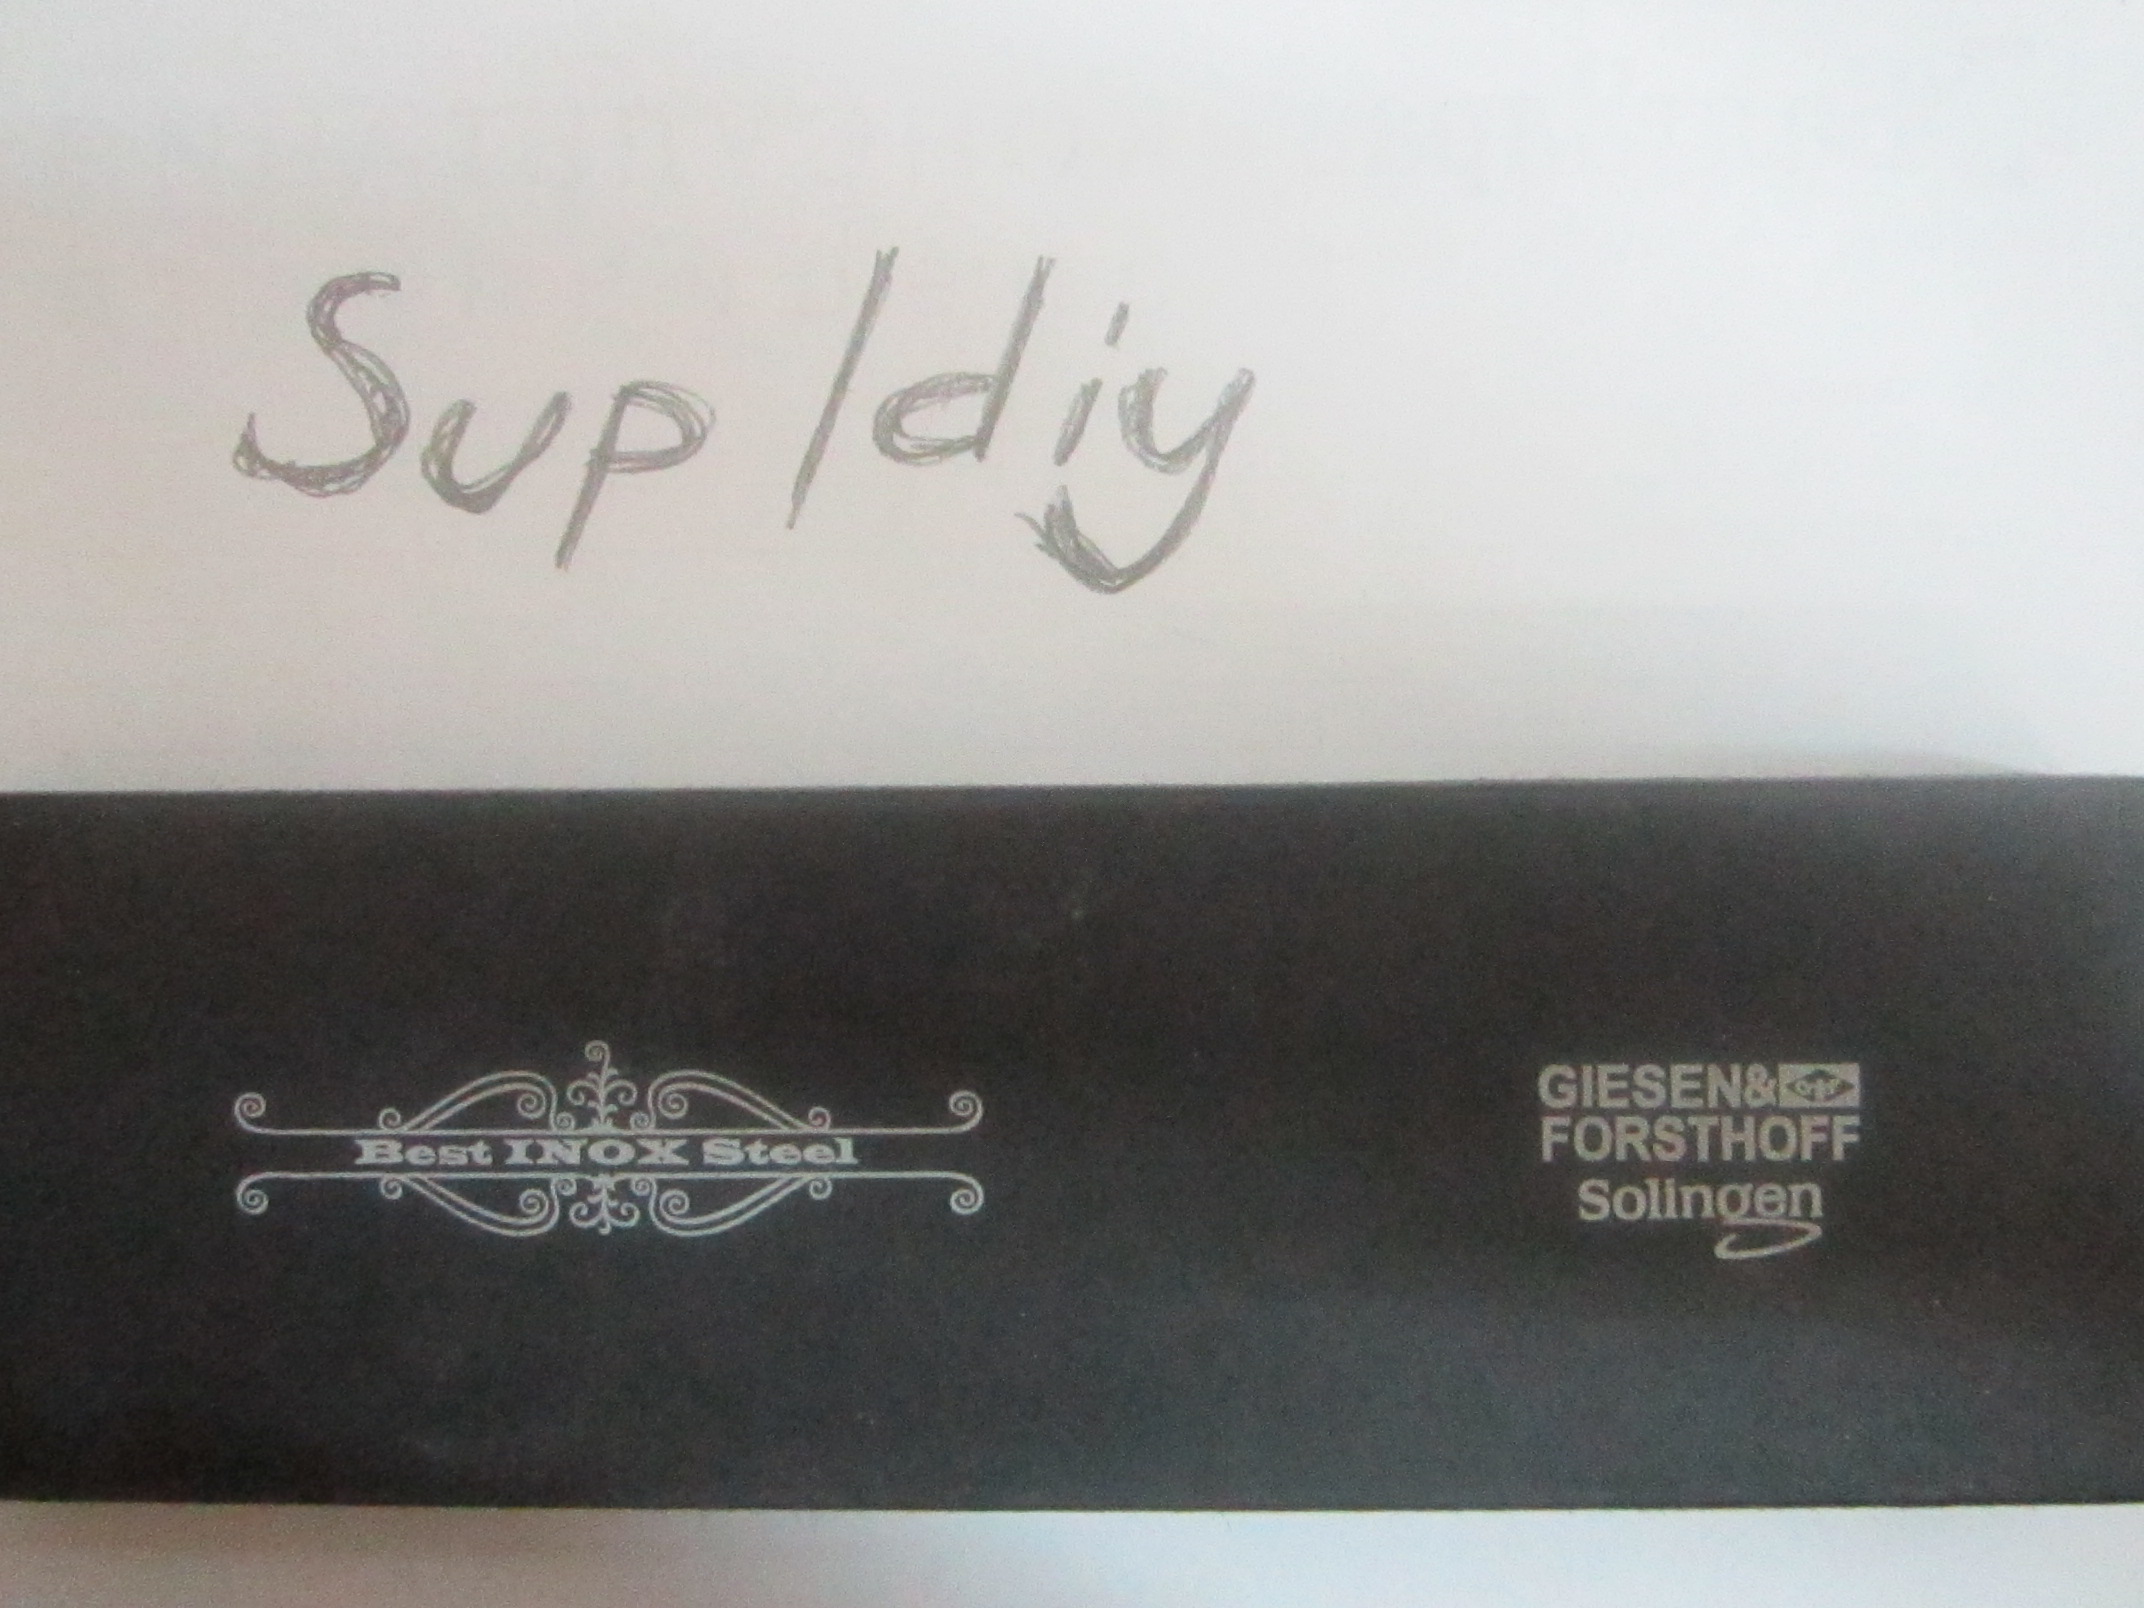 Sup/diy
Best INOX Steel
GIESEN&
FORSTHOFF
Solingen